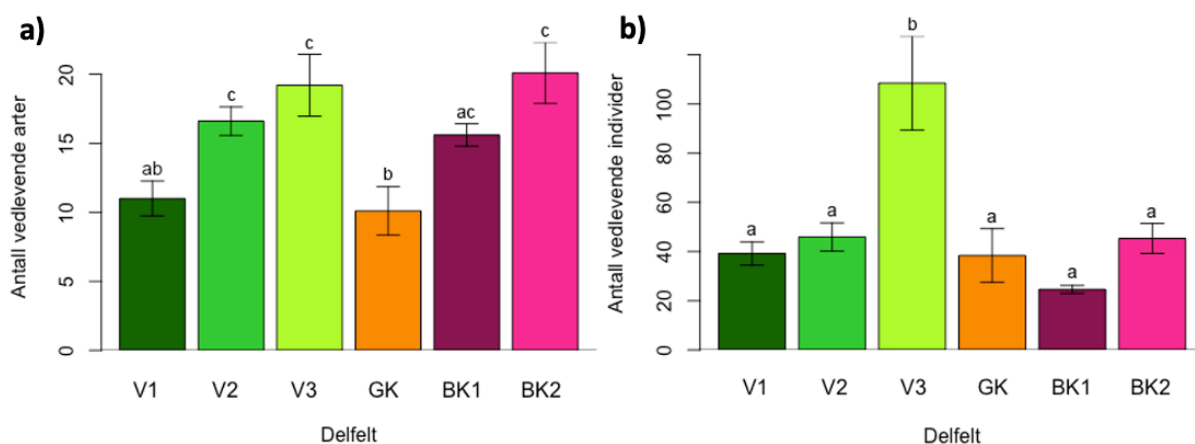 a)
Antall vedlevende arter
20
15
10
5
0
ab
c
c
b
ac
c
V1 V2 V3 GK BK1 BK2
Delfelt
b)
Antall vedlevende individer
100
80
60
40
20
0
a
a
b
a
a
a
V1 V2 V3 GK BK1 BK2
Delfelt